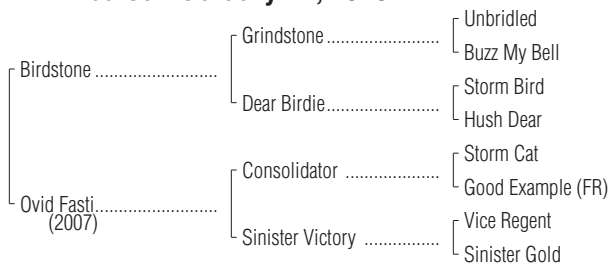 Unbridled
Grindstone
Buzz My Bell
Birdstone
Storm Bird
Dear Birdie
Hush Dear
Storm Cat
Consolidator
Good Example (FR)
Ovid Fasti
(2007)
Vice Regent
Sinister Victory
Sinister Gold